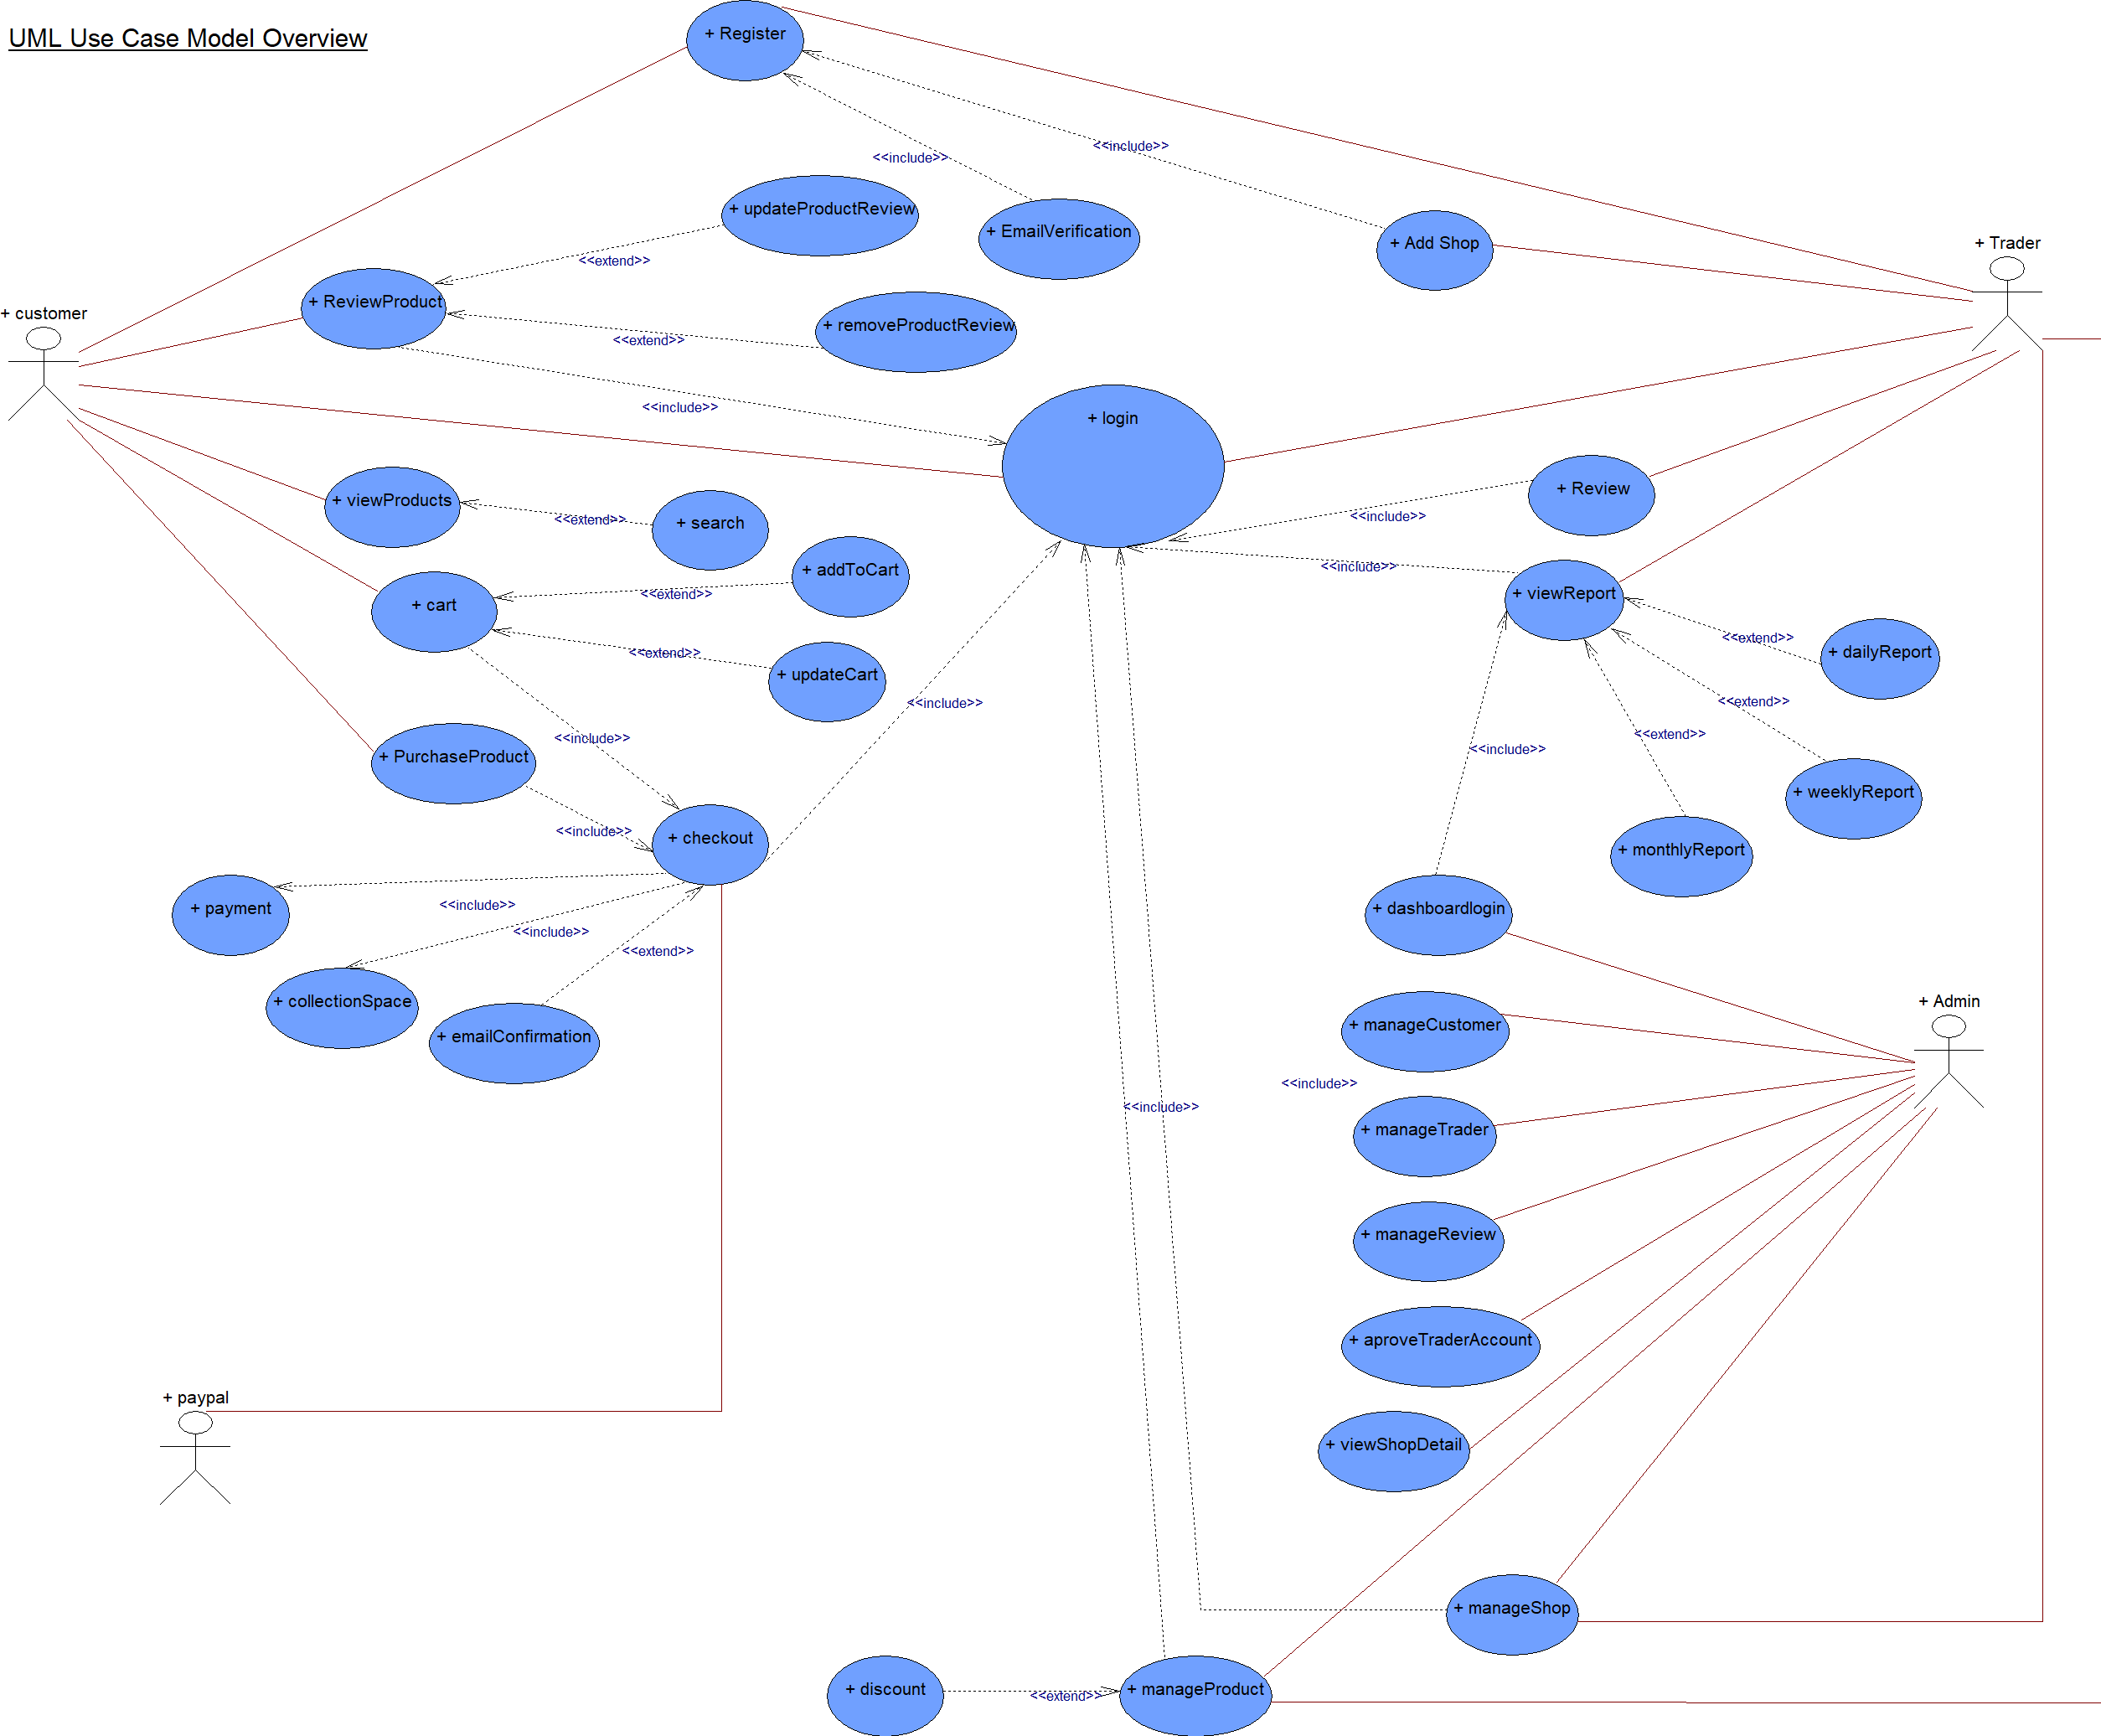 UML Use Case Model Overview
+ Register
<<include>>
<<include>>
+ updateProductReview
+ EmailVerification
+ Add Shop
+ Trader
<<extend>>
+ ReviewProduct
+ customer
+ removeProductReview
<<extend>>
<<include>>
+ login
+ viewProducts
<<extend>>
+ search
+ Review
<<include>>
+ addToCart
<<include>>
+ cart
<<extend>>
+ viewReport
<<extend>>
+ updateCart
<<extend>>
+ dailyReport
<<include>>
<<extend>>
<<include>>
<<extend>>
<<include>>
+ PurchaseProduct
+ weeklyReport
<<include>>
+ checkout
+ monthlyReport
+ payment
<<include>>
+ dashboardlogin
<<include>>
<<extend>>
+ collectionSpace
+ Admin
+ emailConfirmation
+ manageCustomer
<<include>>
<<include>>
+ manageTrader
+ manageReview
+ aproveTraderAccount
+ paypal
+ viewShopDetail
+ manageShop
+ discount
<<extend>>
+ manageProduct